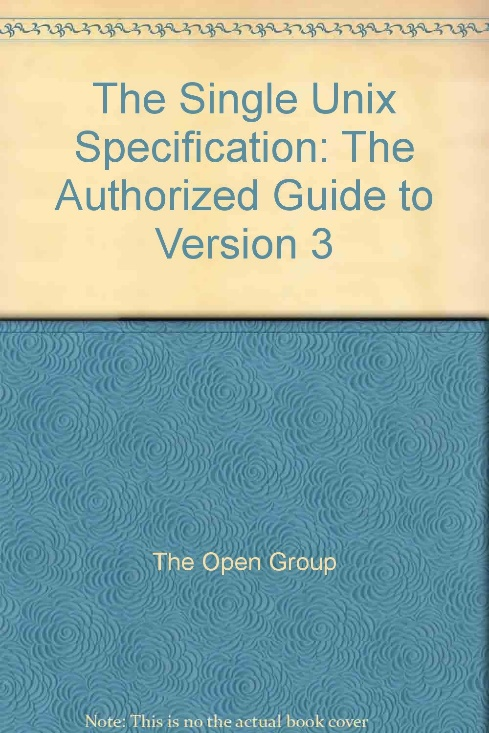 The Single Unix
Specification: The
Authorized Guide to
Version 3
The Open Group
Note: This is no the actual book cover